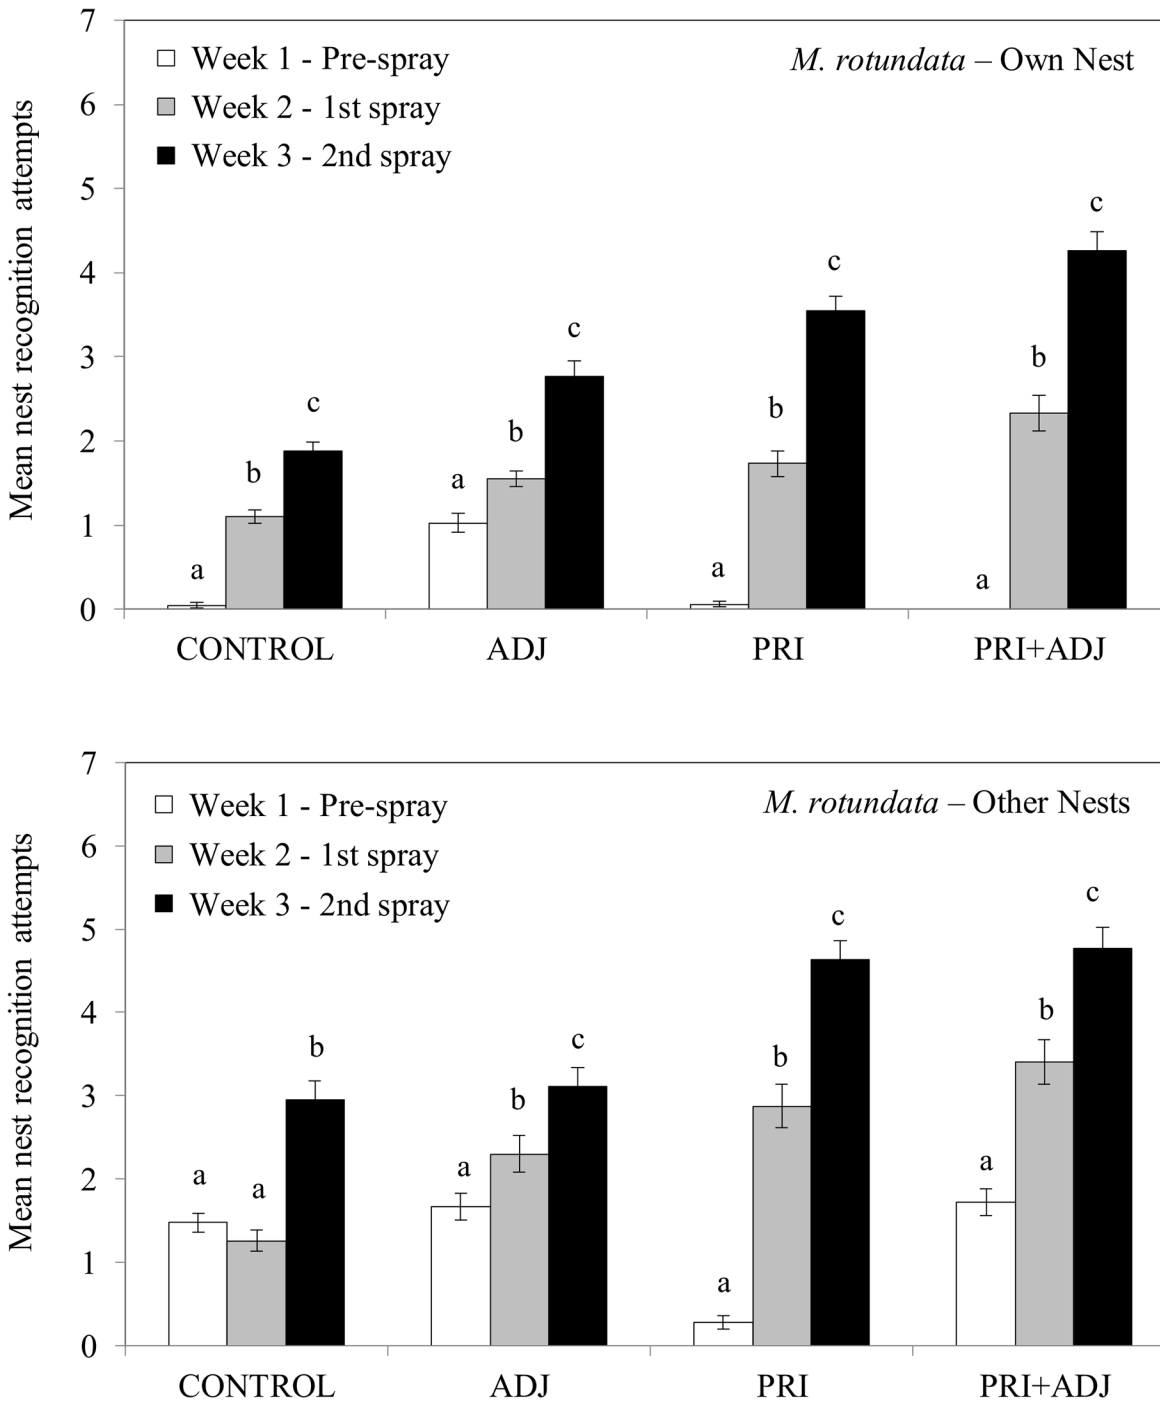 7
Week 1 - Pre-spray
M. rotundata – Own Nest
6
Week 2 - 1st spray
Week 3 - 2nd spray
5
c
4
c
c
3
b
c
b
2
b
b
a
1
a
a
a
0
CONTROL ADJ PRI PRI+ADJ
Mean nest recognition attempts
7
Week 1 - Pre-spray
M. rotundata – Other Nests
6
Week 2 - 1st spray
Week 3 - 2nd spray
c
c
5
4
b
b
c
b
3
b
a
a
a
a
2
1
a
0
CONTROL ADJ PRI PRI+ADJ
Mean nest recognition attempts